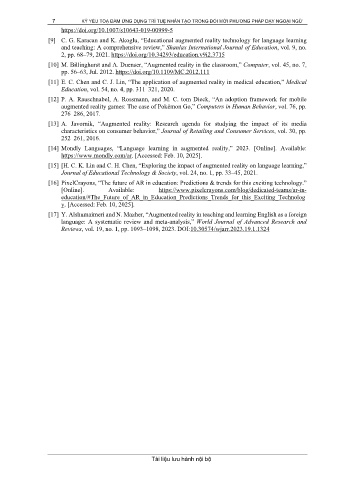 7 KỶ YẾU TỌA ĐÀM ỨNG DỤNG TRÍ TUỆ NHÂN TẠO TRONG ĐỔI MỚI PHƯƠNG PHÁP DẠY NGOẠI NGỮ
https://doi.org/10.1007/s10643-019-00999-5
[9] C. G. Karacan and K. Akoglu, “Educational augmented reality technology for language learning
and teaching: A comprehensive review,” Shanlax International Journal of Education, vol. 9, no.
2, pp. 68–79, 2021. https://doi.org/10.34293/education.v9i2.3715
[10] M. Billinghurst and A. Duenser, “Augmented reality in the classroom,” Computer, vol. 45, no. 7,
pp. 56–63, Jul. 2012. https://doi.org/10.1109/MC.2012.111
[11] E. C. Chen and C. J. Lin, “The application of augmented reality in medical education,” Medical
Education, vol. 54, no. 4, pp. 311–321, 2020.
[12] P. A. Rauschnabel, A. Rossmann, and M. C. tom Dieck, “An adoption framework for mobile
augmented reality games: The case of Pokémon Go,” Computers in Human Behavior, vol. 76, pp.
276–286, 2017.
[13] A. Javornik, “Augmented reality: Research agenda for studying the impact of its media
characteristics on consumer behavior,” Journal of Retailing and Consumer Services, vol. 30, pp.
252–261, 2016.
[14] Mondly Languages, “Language learning in augmented reality,” 2023. [Online]. Available:
https://www.mondly.com/ar. [Accessed: Feb. 10, 2025].
[15] [H. C. K. Lin and C. H. Chen, “Exploring the impact of augmented reality on language learning,”
Journal of Educational Technology & Society, vol. 24, no. 1, pp. 33–45, 2021.
[16] PixelCrayons, “The future of AR in education: Predictions & trends for this exciting technology.”
[Online]. Available: https://www.pixelcrayons.com/blog/dedicated-teams/ar-in-
education/#The_Future_of_AR_in_Education_Predictions_Trends_for_this_Exciting_Technolog
y. [Accessed: Feb. 10, 2025].
[17] Y. Alshumaimeri and N. Mazher, “Augmented reality in teaching and learning English as a foreign
language: A systematic review and meta-analysis,” World Journal of Advanced Research and
Reviews, vol. 19, no. 1, pp. 1093–1098, 2023. DOI:10.30574/wjarr.2023.19.1.1324
Tài liệu lưu hành nội bộ